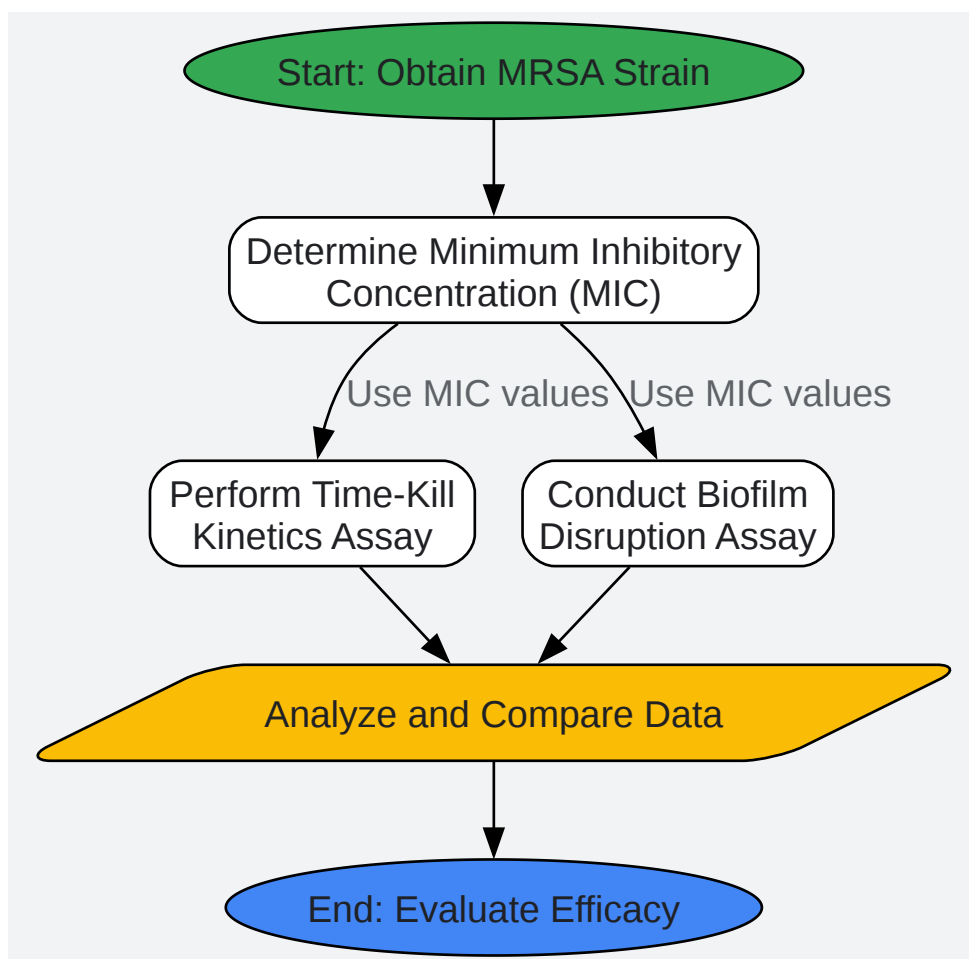 Start: Obtain MRSA Strain
Determine Minimum Inhibitory
Concentration (MIC)
Use MIC values
Use MIC values
Perform Time-Kill
Kinetics Assay
Conduct Biofilm
Disruption Assay
Analyze and Compare Data
End: Evaluate Efficacy